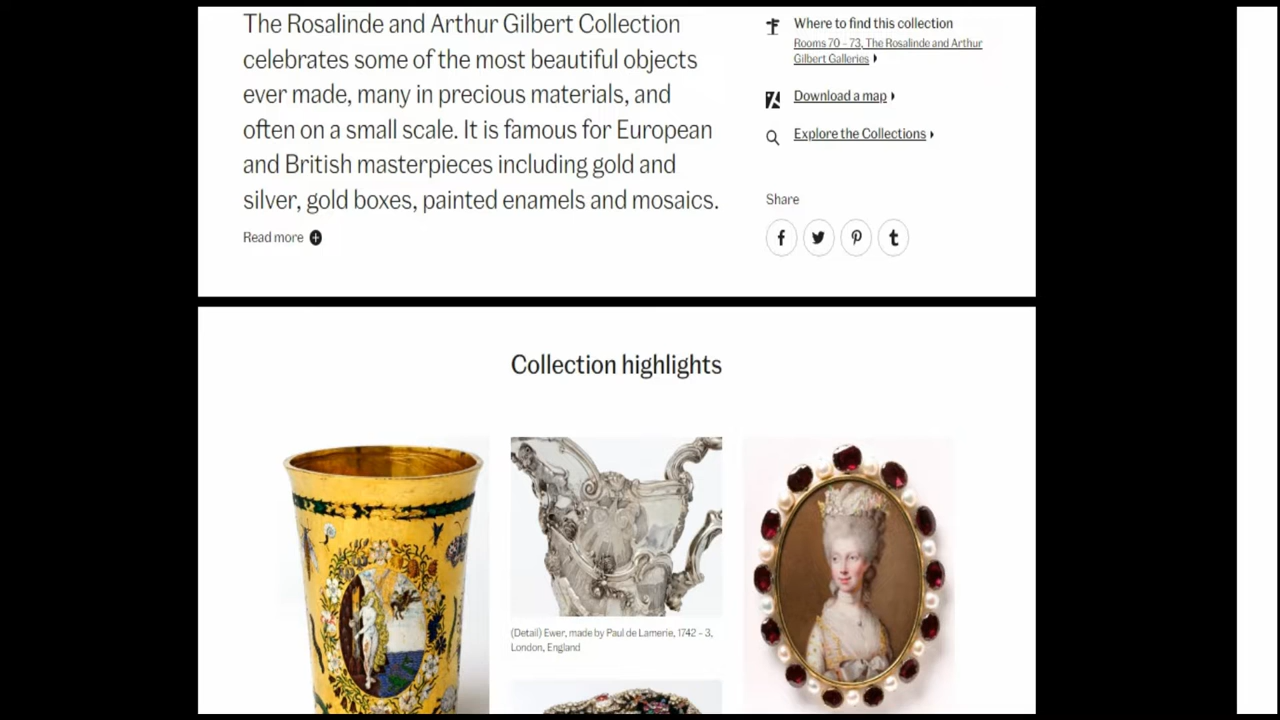 The Rosalinde and Arthur Gilbert Collection
celebrates some of the most beautiful objects
ever made, many in precious materials, and
often on a small scale. It is famous for European
and British masterpieces including gold and
silver, gold boxes, painted enamels and mosaics.
Read more
Where to find this collection
Rooms 70 – 73, The Rosalinde and Arthur
Gilbert Galleries
Download a map
Explore the Collections
Share
Collection highlights
(Detail) Ewer, made by Paul de Lamerie, 1742 – 3,
London, England